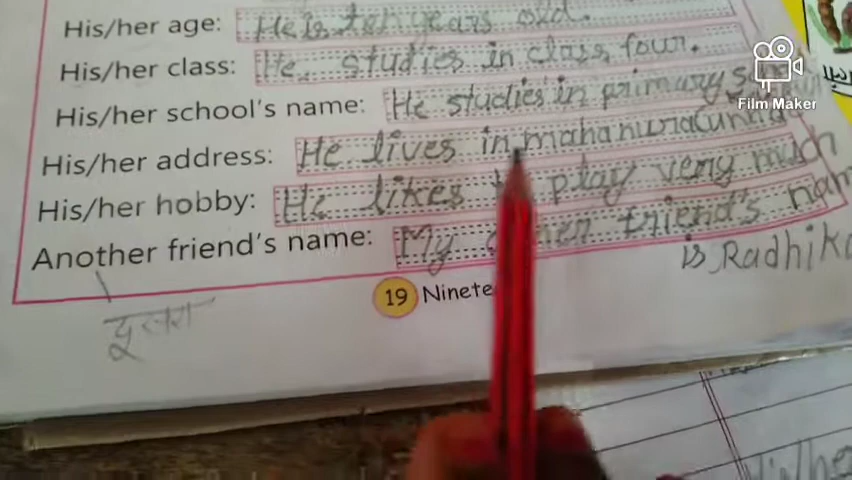 His/her age: He is ten years old.
His/her class: He studies in class four.
His/her school's name: He studies in primary
His/her address: He lives in
His/her hobby: He likes play very much
Another friend's name: My friend's
is Radhika
19
दूसरा
Film Maker